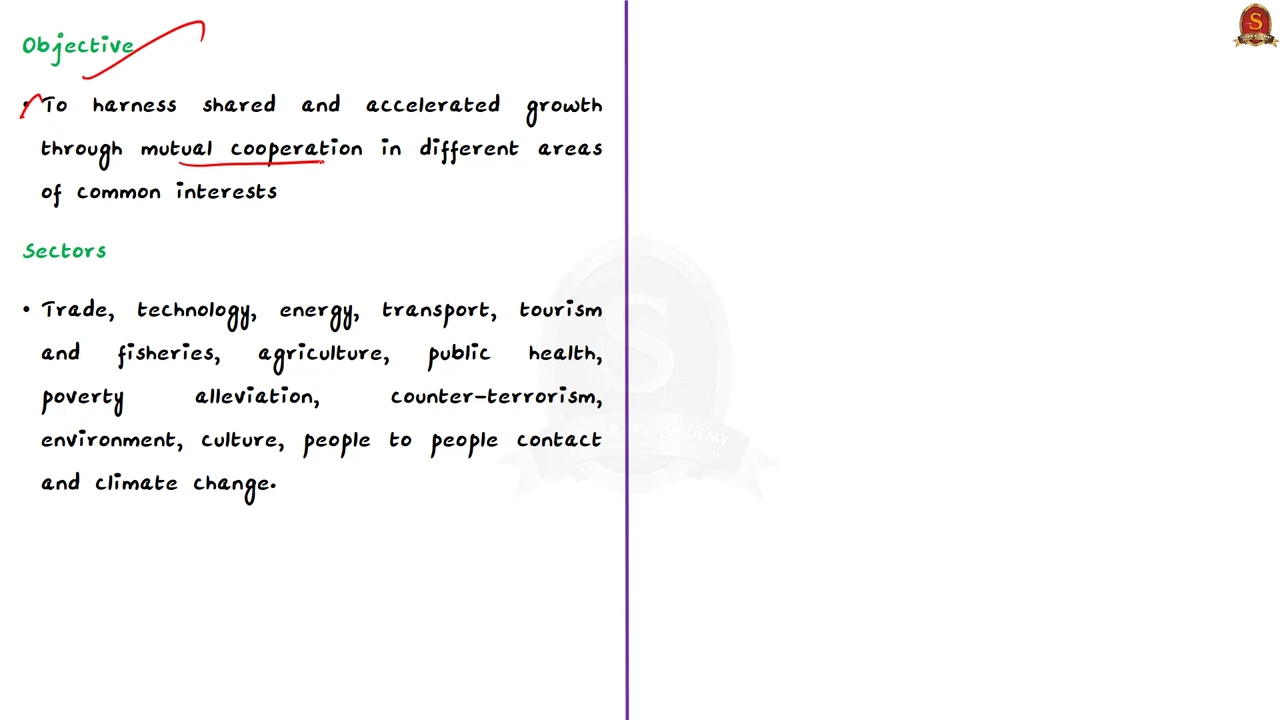 Objective
• To harness shared and accelerated growth
through mutual cooperation in different areas
of common interests
Sectors
• Trade, technology, energy, transport, tourism
and fisheries, agriculture, public health,
poverty alleviation, counter-terrorism,
environment, culture, people to people contact
and climate change.
S
S
ACADEMY